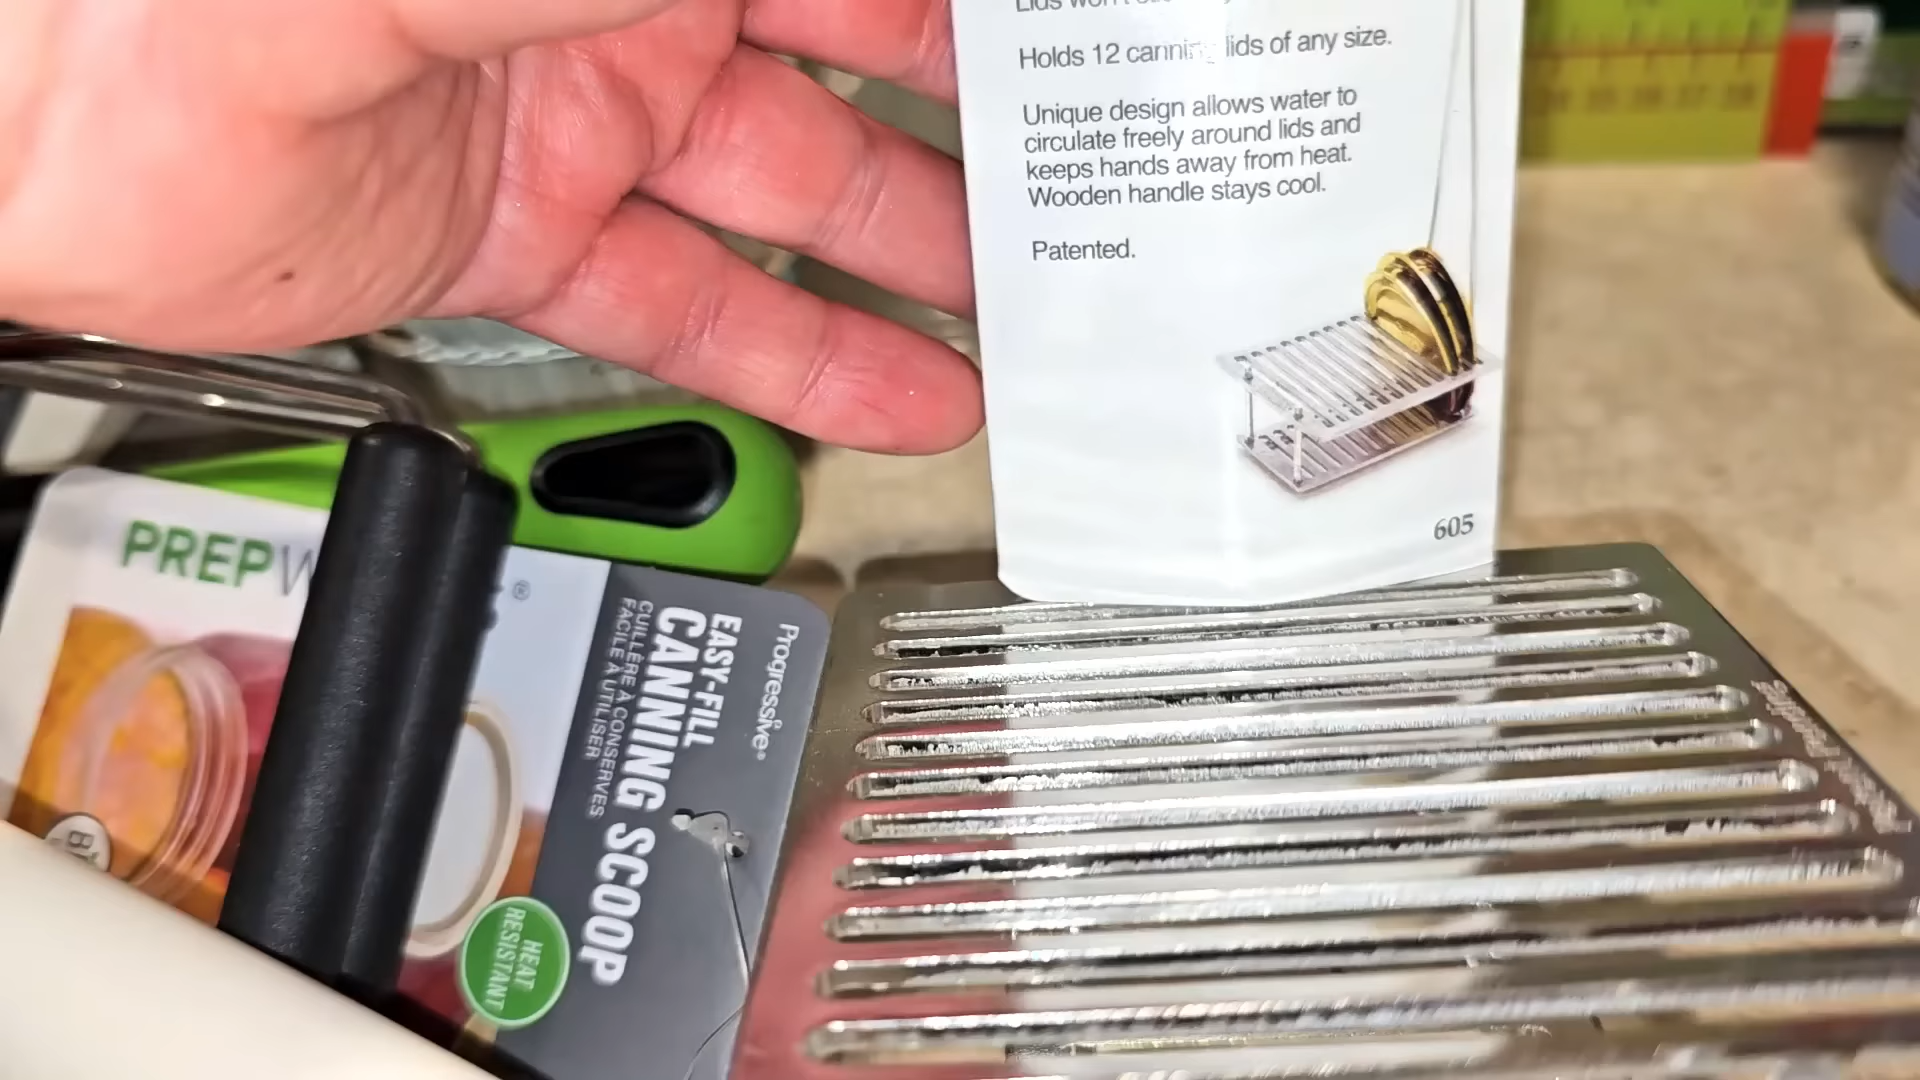 Lids won't
Holds 12 canning lids of any size.
Unique design allows water to
circulate freely around lids and
keeps hands away from heat.
Wooden handle stays cool.
Patented.
605
PREP
®
Progressive®
EASY-FILL
CANNING SCOOP
CUILLÈRE À CONSERVES
FACILE À UTILISER
HEAT
RESISTANT